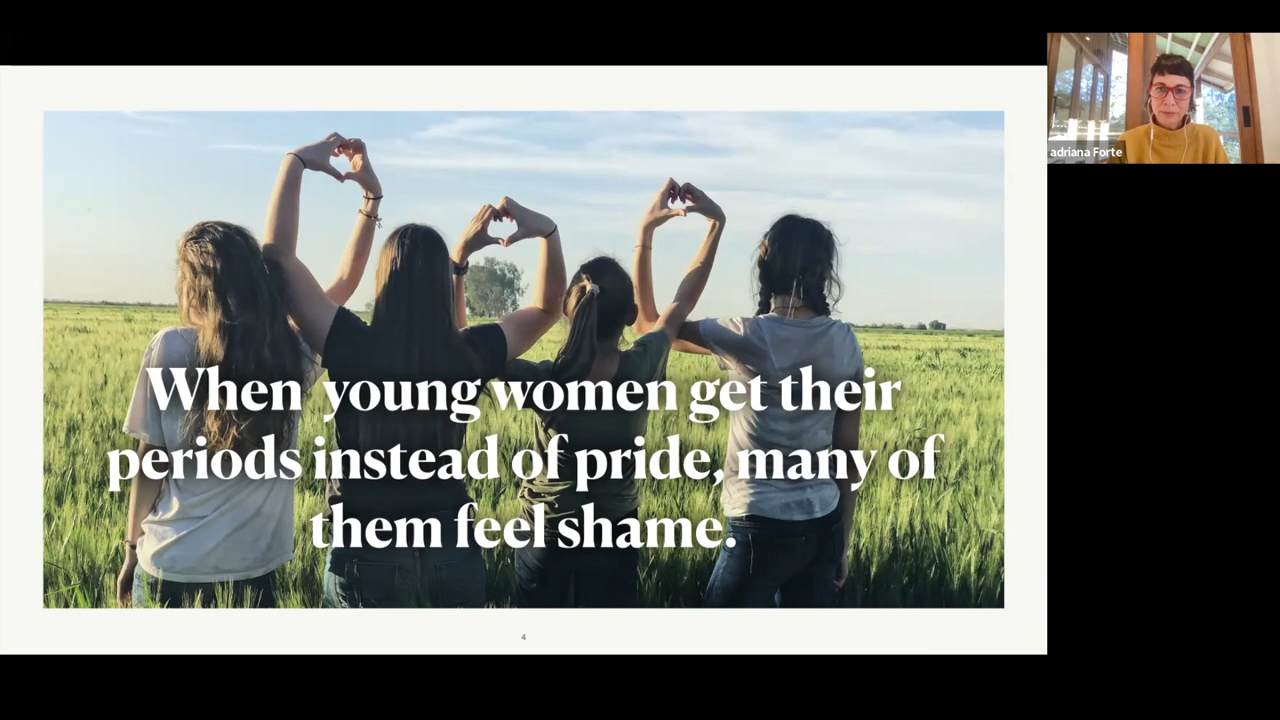 adriana Forte
When young women get their
periods instead of pride, many of
them feel shame.
4